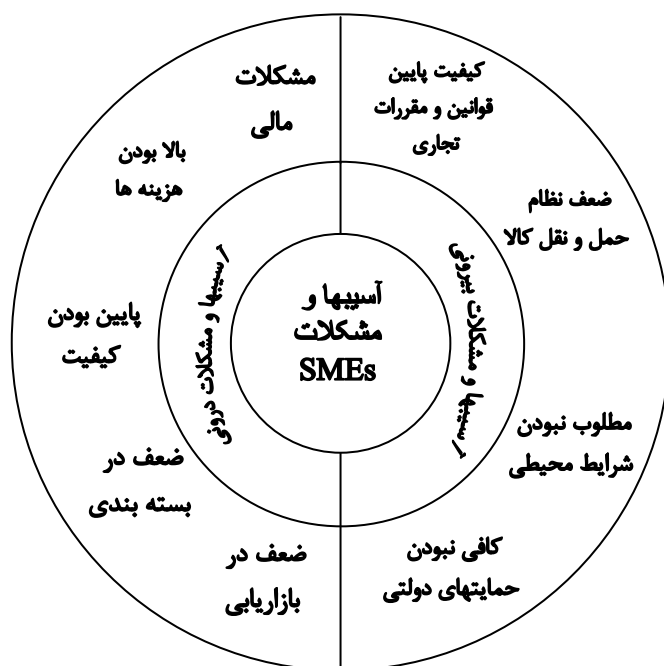 آسیبها و
مشکلات
SMEs
آسیبها و مشکلات بیرونی
کیفیت پایین
قوانین و مقررات
تجاری
ضعف نظام
حمل و نقل کالا
مطلوب نبودن
شرایط محیطی
کافی نبودن
حمایتهای دولتی
آسیبها و مشکلات درونی
مشکلات
مالی
بالا بودن
هزینه ها
پایین بودن
کیفیت
ضعف در
بسته بندی
ضعف در
بازاریابی